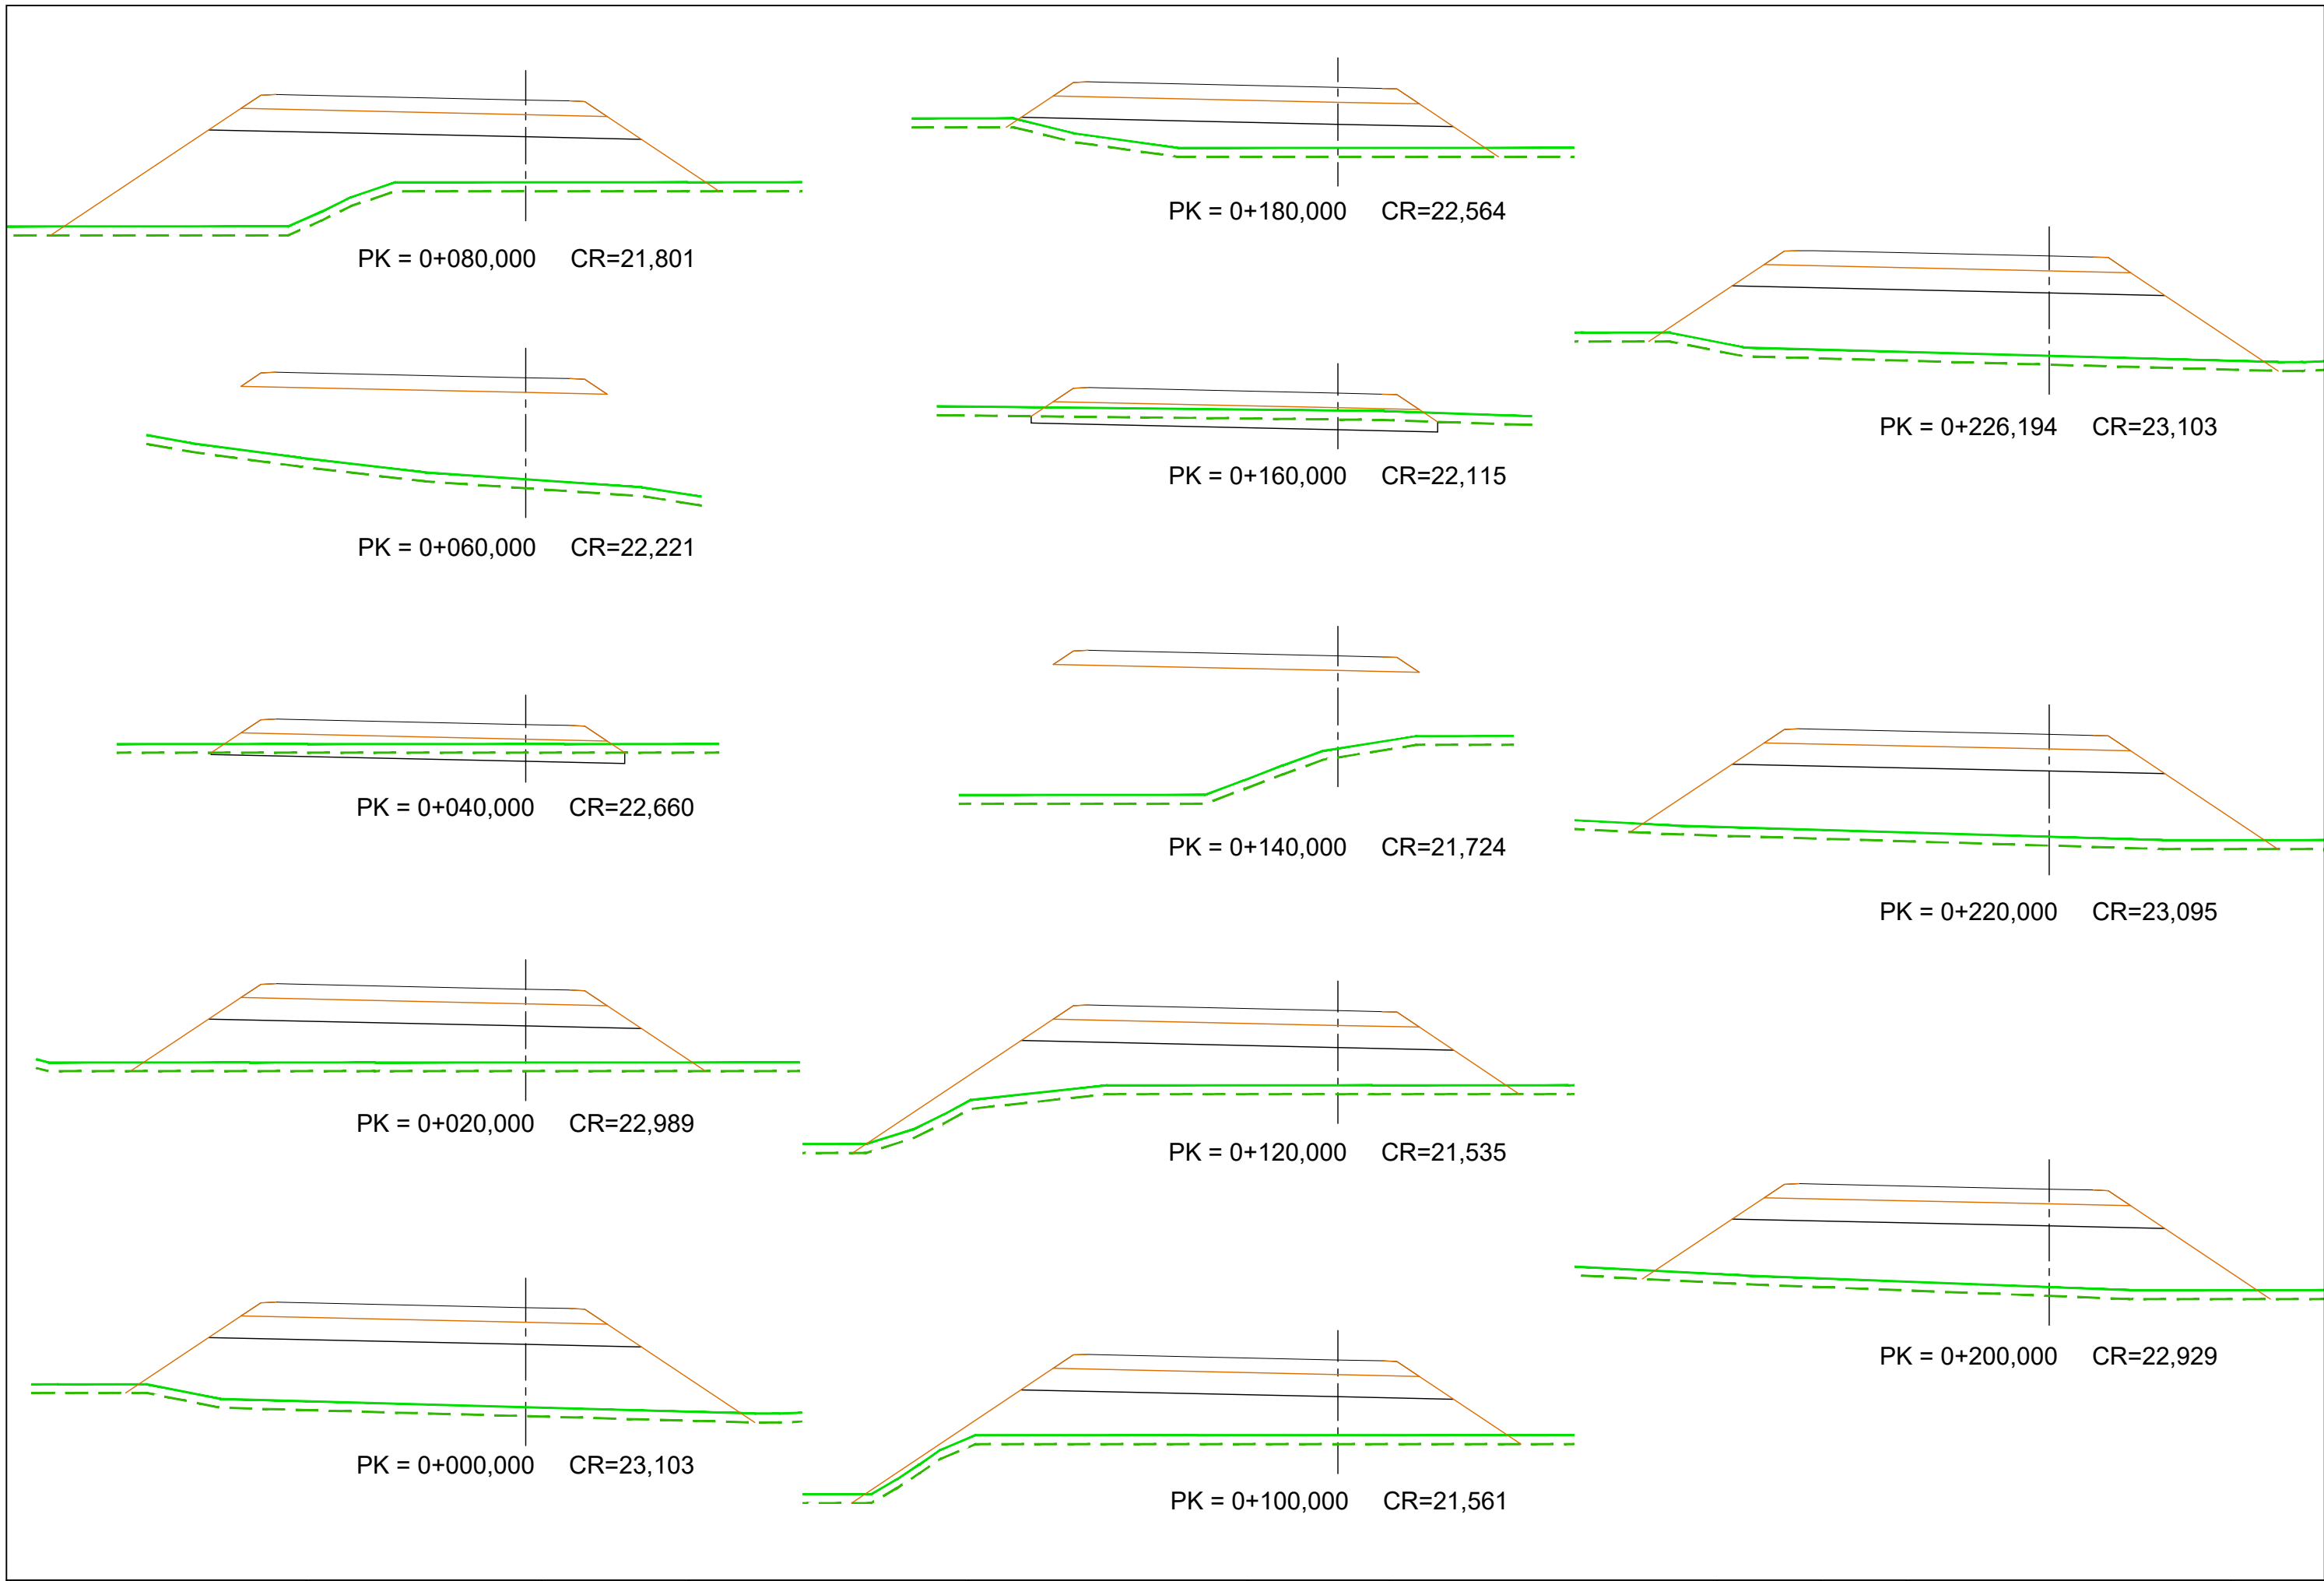 PK = 0+080,000 CR=21,801
PK = 0+060,000 CR=22,221
PK = 0+040,000 CR=22,660
PK = 0+020,000 CR=22,989
PK = 0+000,000 CR=23,103
PK = 0+180,000 CR=22,564
PK = 0+160,000 CR=22,115
PK = 0+140,000 CR=21,724
PK = 0+120,000 CR=21,535
PK = 0+100,000 CR=21,561
PK = 0+226,194 CR=23,103
PK = 0+220,000 CR=23,095
PK = 0+200,000 CR=22,929